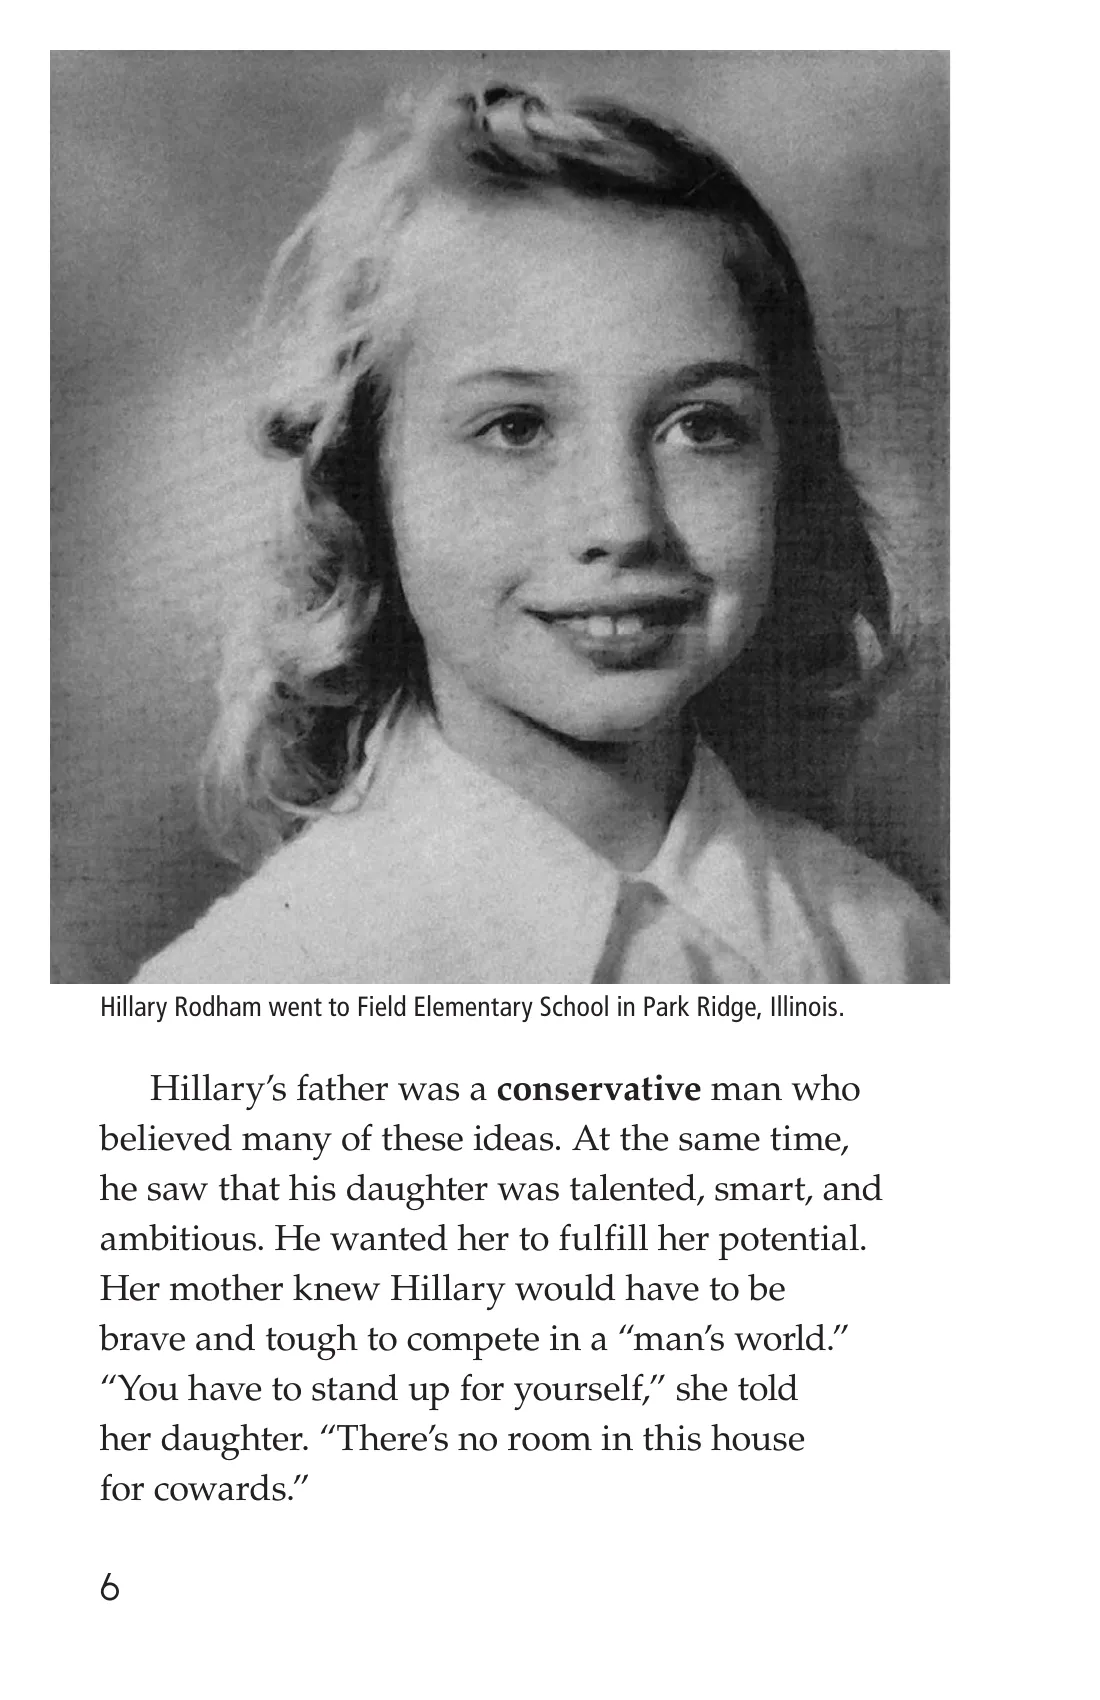 Hillary Rodham went to Field Elementary School in Park Ridge, Illinois.
Hillary’s father was a conservative man who
believed many of these ideas. At the same time,
he saw that his daughter was talented, smart, and
ambitious. He wanted her to fulfill her potential.
Her mother knew Hillary would have to be
brave and tough to compete in a “man’s world.”
“You have to stand up for yourself,” she told
her daughter. “There’s no room in this house
for cowards.”
6